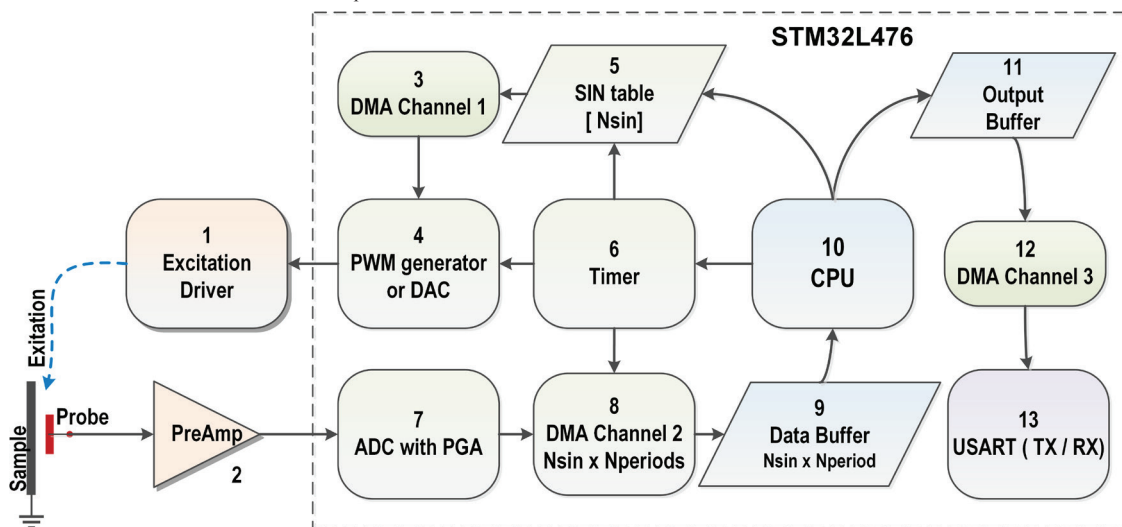 STM32L476
3
DMA Channel 1
5
SIN table
[ Nsin]
11
Output
Buffer
1
Excitation
Driver
4
PWM generator
or DAC
6
Timer
10
CPU
12
DMA Channel 3
Exitation
Sample
Probe
PreAmp
2
7
ADC with PGA
8
DMA Channel 2
Nsin x Nperiods
9
Data Buffer
Nsin x Nperiod
13
USART ( TX / RX)